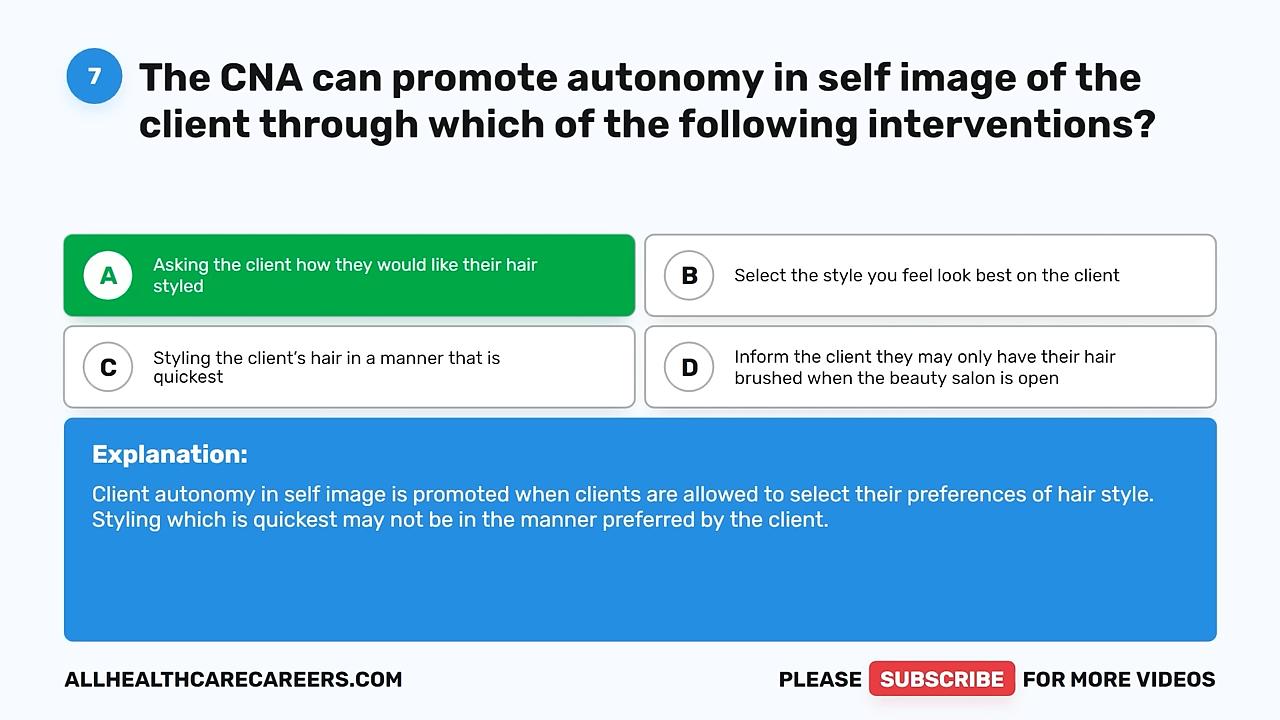 7
The CNA can promote autonomy in self image of the
client through which of the following interventions?
A
Asking the client how they would like their hair
styled
B
Select the style you feel look best on the client
C
Styling the client's hair in a manner that is
quickest
D
Inform the client they may only have their hair
brushed when the beauty salon is open
Explanation:
Client autonomy in self image is promoted when clients are allowed to select their preferences of hair style.
Styling which is quickest may not be in the manner preferred by the client.
ALLHEALTHCARECAREERS.COM
PLEASE SUBSCRIBE FOR MORE VIDEOS